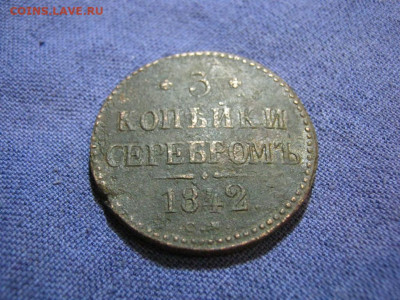 COINS.LAVE.RU
3
КОПѢЙКИ
СЕРЕБРОМЪ
1842